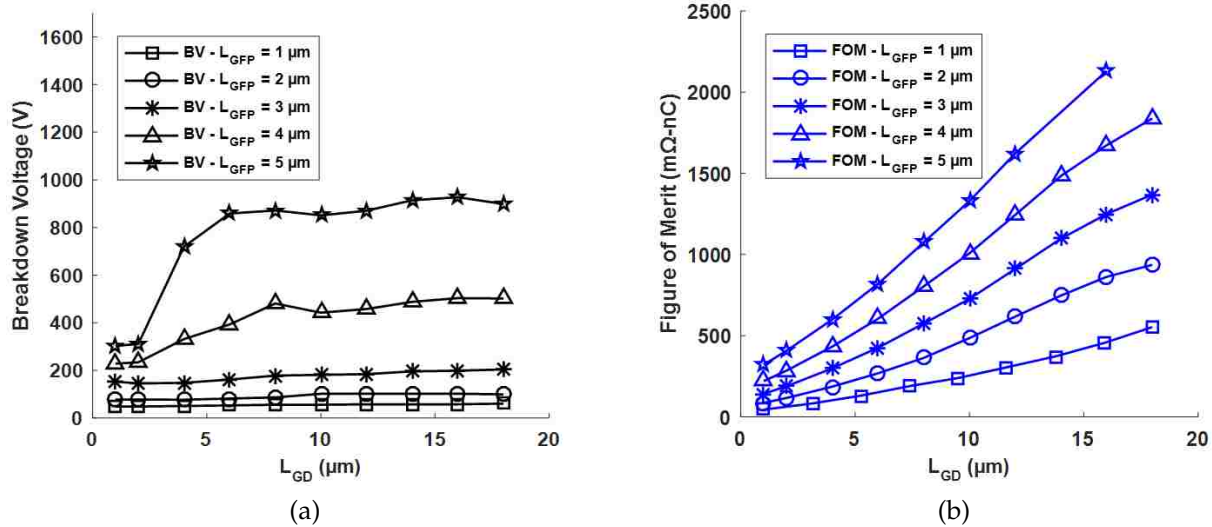 1600
1400
1200
1000
800
600
400
200
0
Breakdown Voltage (V)
BV - L_GFP = 1 µm
BV - L_GFP = 2 µm
BV - L_GFP = 3 µm
BV - L_GFP = 4 µm
BV - L_GFP = 5 µm
0 5 10 15 20
L_GD (µm)
(a)
2500
2000
1500
1000
500
0
Figure of Merit (mΩ-nC)
FOM - L_GFP = 1 µm
FOM - L_GFP = 2 µm
FOM - L_GFP = 3 µm
FOM - L_GFP = 4 µm
FOM - L_GFP = 5 µm
0 5 10 15 20
L_GD (µm)
(b)